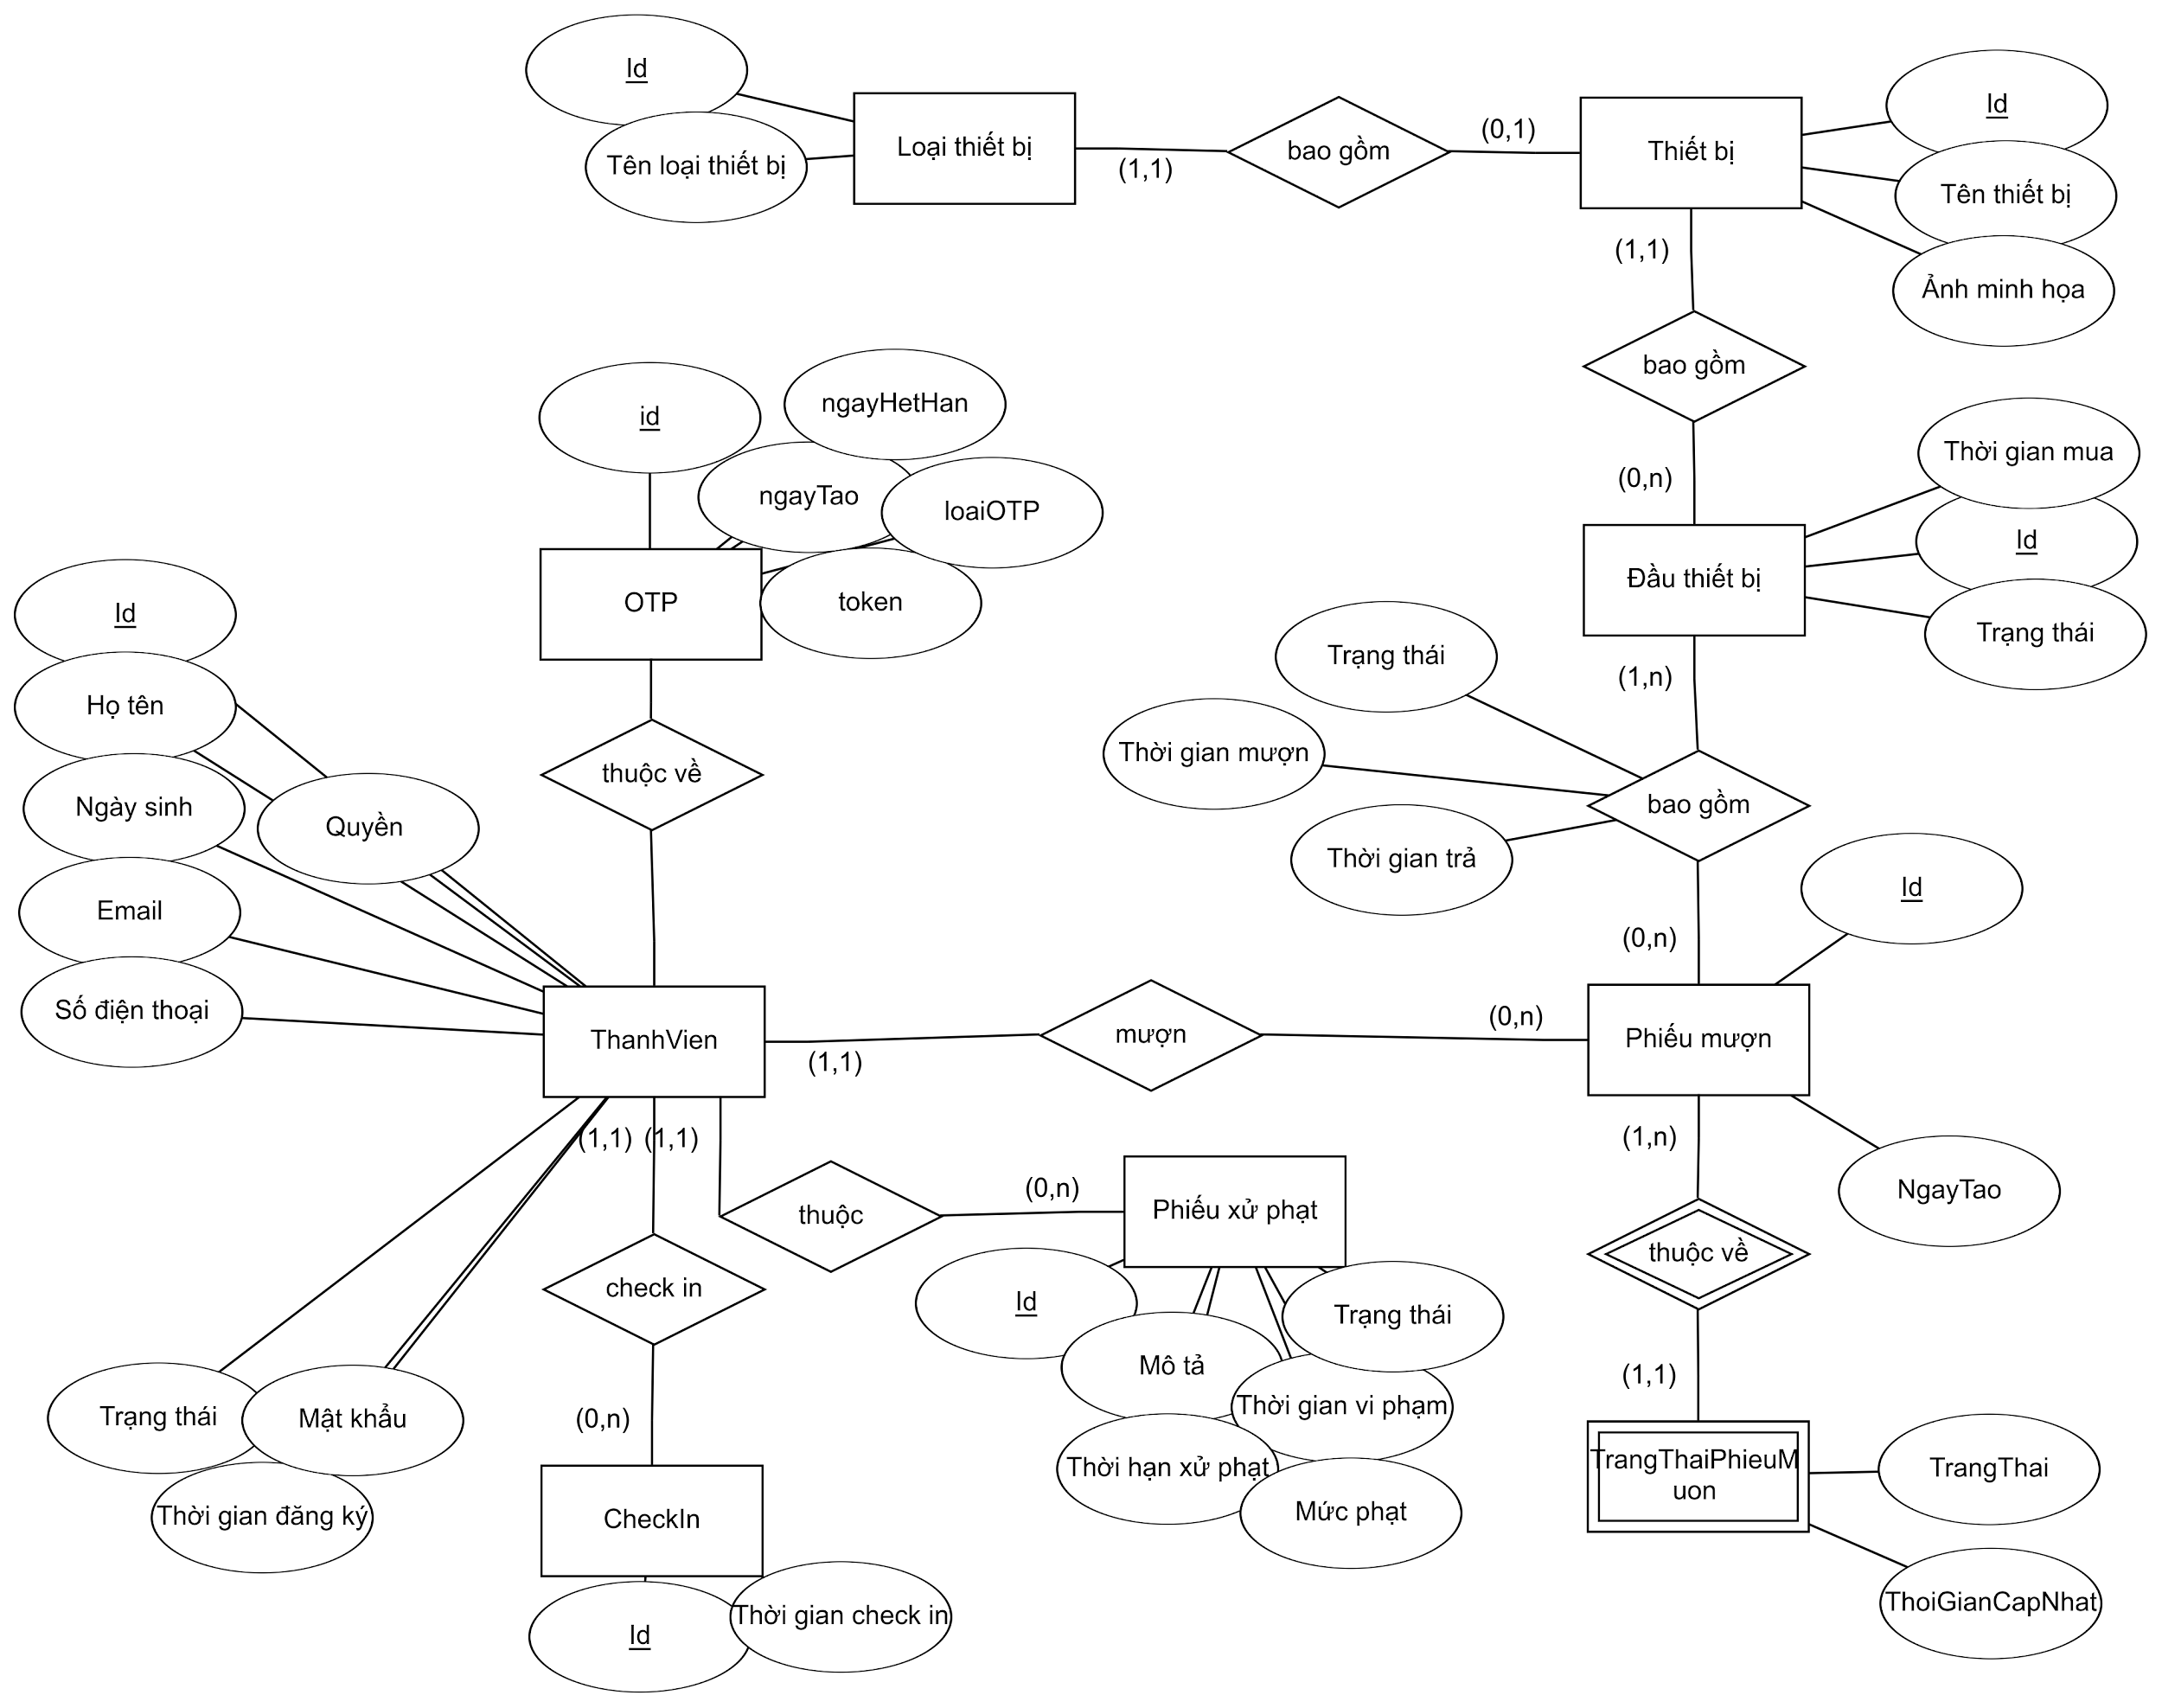 Id
Tên loại thiết bị
Loại thiết bị
(1,1)
bao gồm
(0,1)
Thiết bị
Id
Tên thiết bị
Ảnh minh họa
(1,1)
bao gồm
(0,n)
Đầu thiết bị
Thời gian mua
Id
Trạng thái
(1,n)
Trạng thái
Thời gian mượn
Thời gian trả
bao gồm
(0,n)
id
ngayHetHan
ngayTao
loaiOTP
token
OTP
thuộc về
Id
Họ tên
Ngày sinh
Quyền
Email
Số điện thoại
ThanhVien
(1,1)
mượn
(0,n)
Phiếu mượn
Id
NgayTao
(1,n)
thuộc về
(1,1)
TrangThaiPhieuM
uon
TrangThai
ThoiGianCapNhat
(1,1)
(1,1)
thuộc
(0,n)
Phiếu xử phạt
Id
Mô tả
Trạng thái
Thời gian vi phạm
Thời hạn xử phạt
Mức phạt
check in
(0,n)
CheckIn
Id
Thời gian check in
Trạng thái
Mật khẩu
Thời gian đăng ký